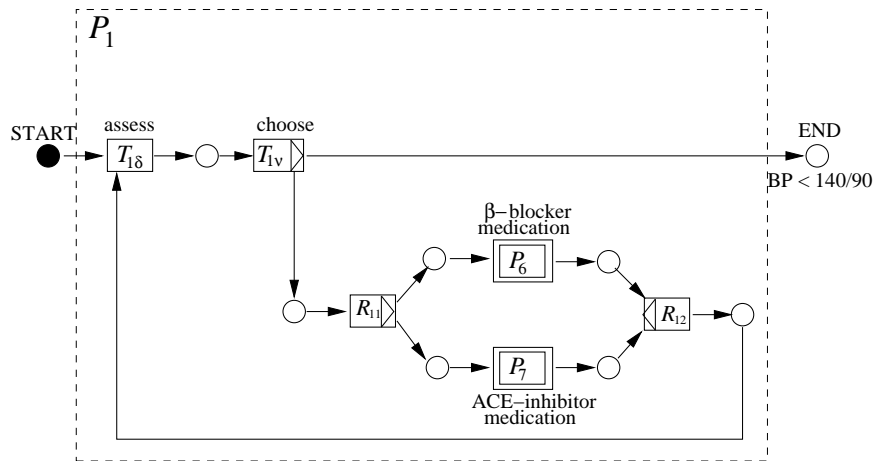 P1
assess
choose
START
END
T1δ
T1ν
BP < 140/90
β−blocker
medication
P6
R11
R12
P7
ACE−inhibitor
medication